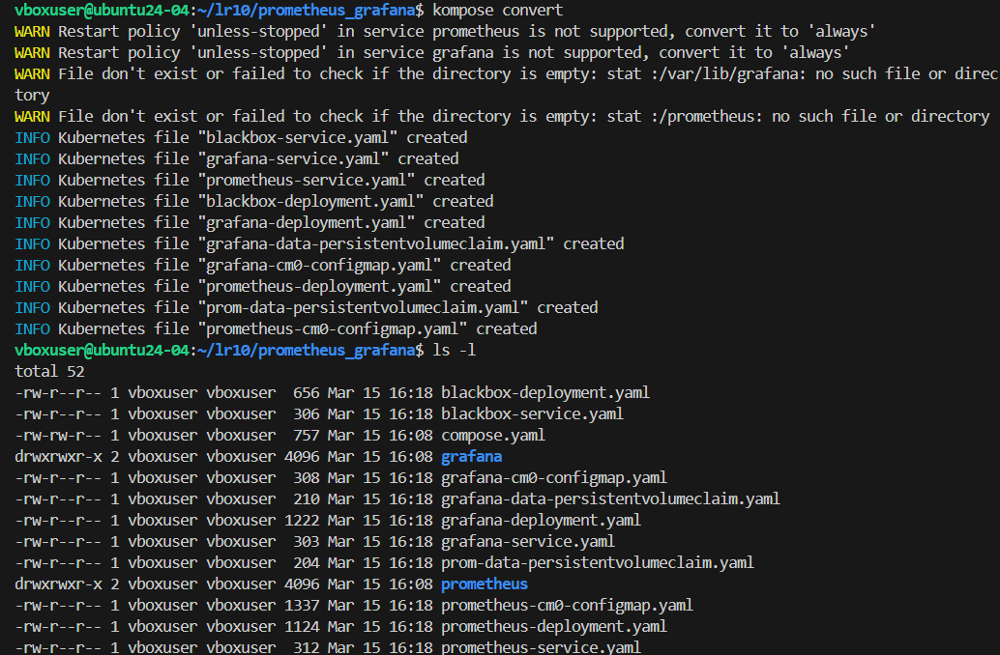 vboxuser@ubuntu24-04:~/lr10/prometheus_grafana$ kompose convert
WARN Restart policy 'unless-stopped' in service prometheus is not supported, convert it to 'always'
WARN Restart policy 'unless-stopped' in service grafana is not supported, convert it to 'always'
WARN File don't exist or failed to check if the directory is empty: stat :/var/lib/grafana: no such file or direc
tory
WARN File don't exist or failed to check if the directory is empty: stat :/prometheus: no such file or directory
INFO Kubernetes file "blackbox-service.yaml" created
INFO Kubernetes file "grafana-service.yaml" created
INFO Kubernetes file "prometheus-service.yaml" created
INFO Kubernetes file "blackbox-deployment.yaml" created
INFO Kubernetes file "grafana-deployment.yaml" created
INFO Kubernetes file "grafana-data-persistentvolumeclaim.yaml" created
INFO Kubernetes file "grafana-cm0-configmap.yaml" created
INFO Kubernetes file "prometheus-deployment.yaml" created
INFO Kubernetes file "prom-data-persistentvolumeclaim.yaml" created
INFO Kubernetes file "prometheus-cm0-configmap.yaml" created
vboxuser@ubuntu24-04:~/lr10/prometheus_grafana$ ls -l
total 52
-rw-r--r-- 1 vboxuser vboxuser  656 Mar 15 16:18 blackbox-deployment.yaml
-rw-r--r-- 1 vboxuser vboxuser  306 Mar 15 16:18 blackbox-service.yaml
-rw-rw-r-- 1 vboxuser vboxuser  757 Mar 15 16:08 compose.yaml
drwxrwxr-x 2 vboxuser vboxuser 4096 Mar 15 16:08 grafana
-rw-r--r-- 1 vboxuser vboxuser  308 Mar 15 16:18 grafana-cm0-configmap.yaml
-rw-r--r-- 1 vboxuser vboxuser  210 Mar 15 16:18 grafana-data-persistentvolumeclaim.yaml
-rw-r--r-- 1 vboxuser vboxuser 1222 Mar 15 16:18 grafana-deployment.yaml
-rw-r--r-- 1 vboxuser vboxuser  303 Mar 15 16:18 grafana-service.yaml
-rw-r--r-- 1 vboxuser vboxuser  204 Mar 15 16:18 prom-data-persistentvolumeclaim.yaml
drwxrwxr-x 2 vboxuser vboxuser 4096 Mar 15 16:08 prometheus
-rw-r--r-- 1 vboxuser vboxuser 1337 Mar 15 16:18 prometheus-cm0-configmap.yaml
-rw-r--r-- 1 vboxuser vboxuser 1124 Mar 15 16:18 prometheus-deployment.yaml
-rw-r--r-- 1 vboxuser vboxuser  312 Mar 15 16:18 prometheus-service.yaml